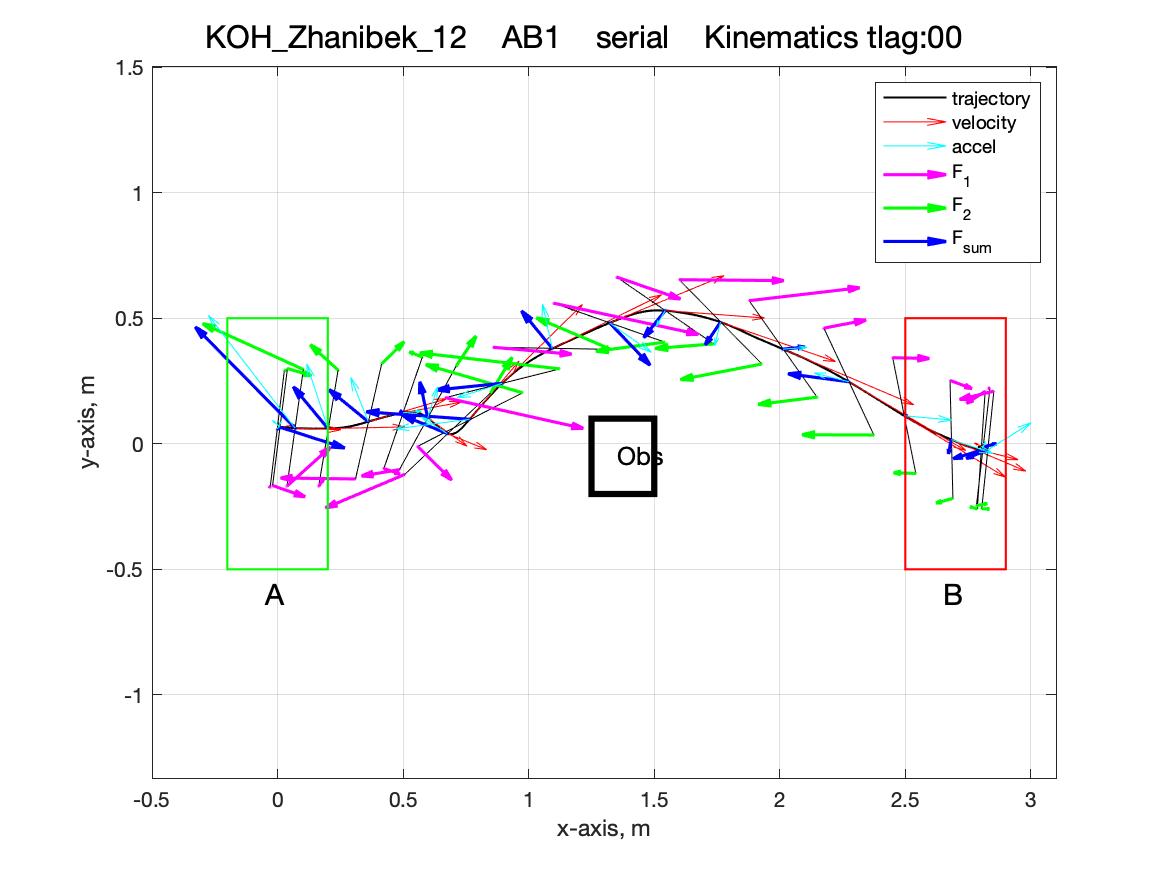 KOH_Zhanibek_12 AB1 serial Kinematics tlag:00
1.5
1
0.5
0
-0.5
-1
y-axis, m
trajectory
velocity
accel
F1
F2
Fsum
Obs
A
B
-0.5 0 0.5 1 1.5 2 2.5 3
x-axis, m